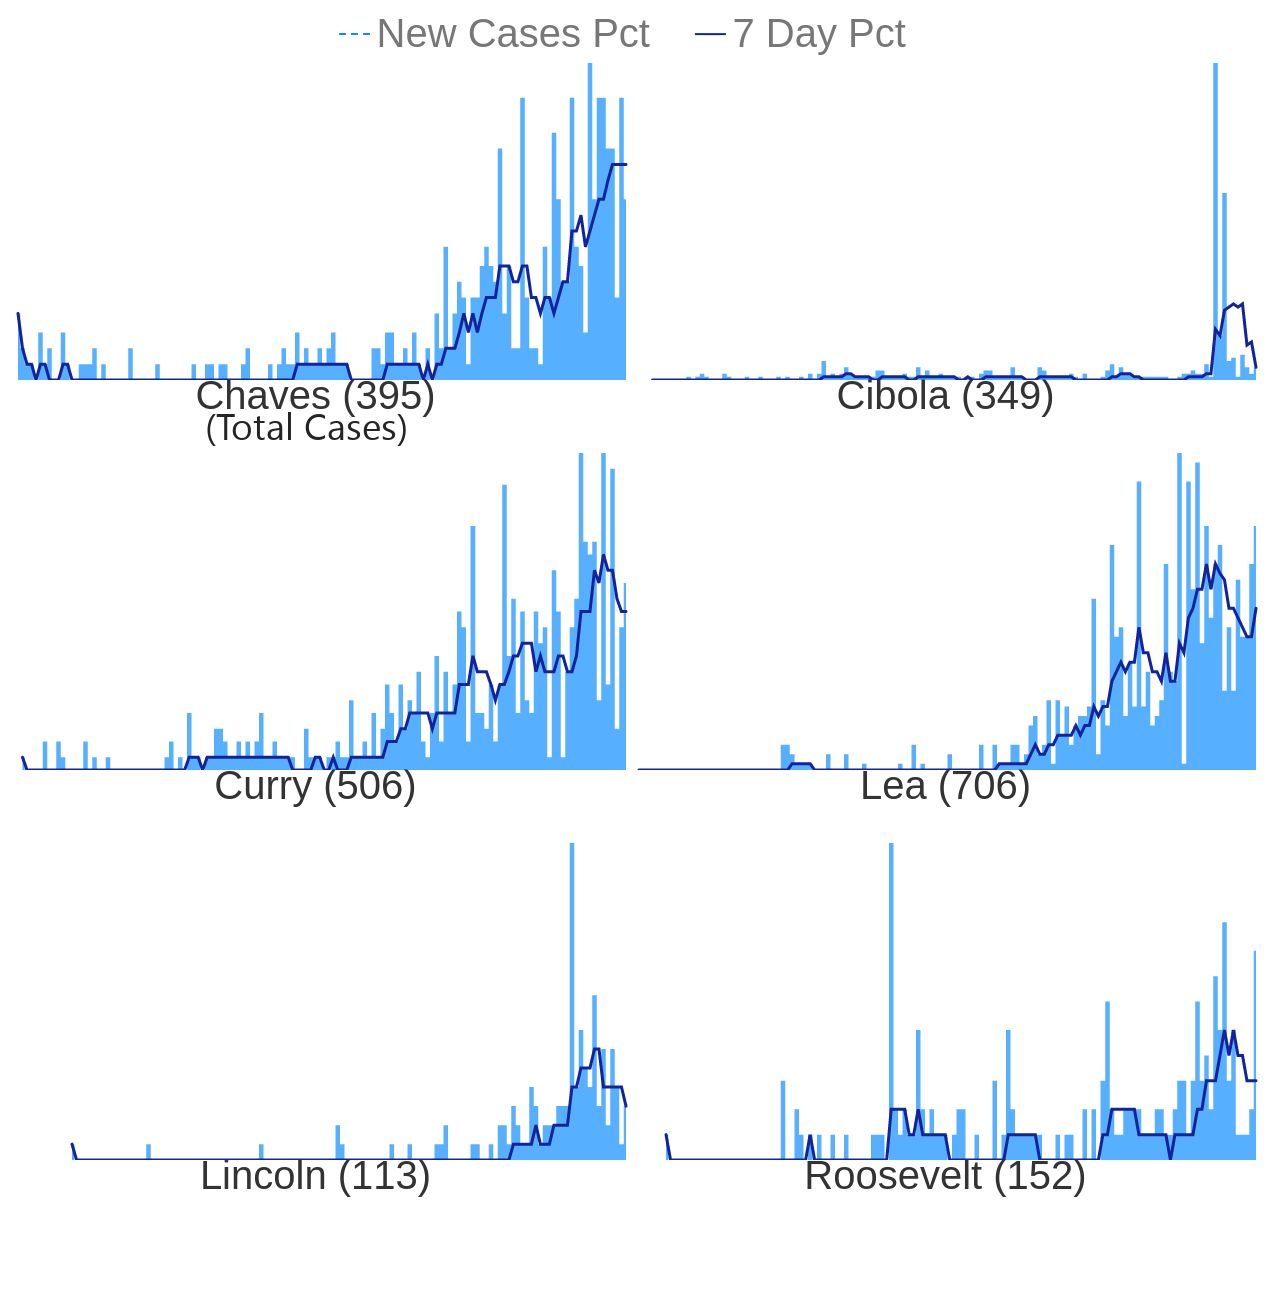 New Cases Pct 7 Day Pct
Chaves (395) Cibola (349)
(Total Cases)
Curry (506) Lea (706)
Lincoln (113) Roosevelt (152)